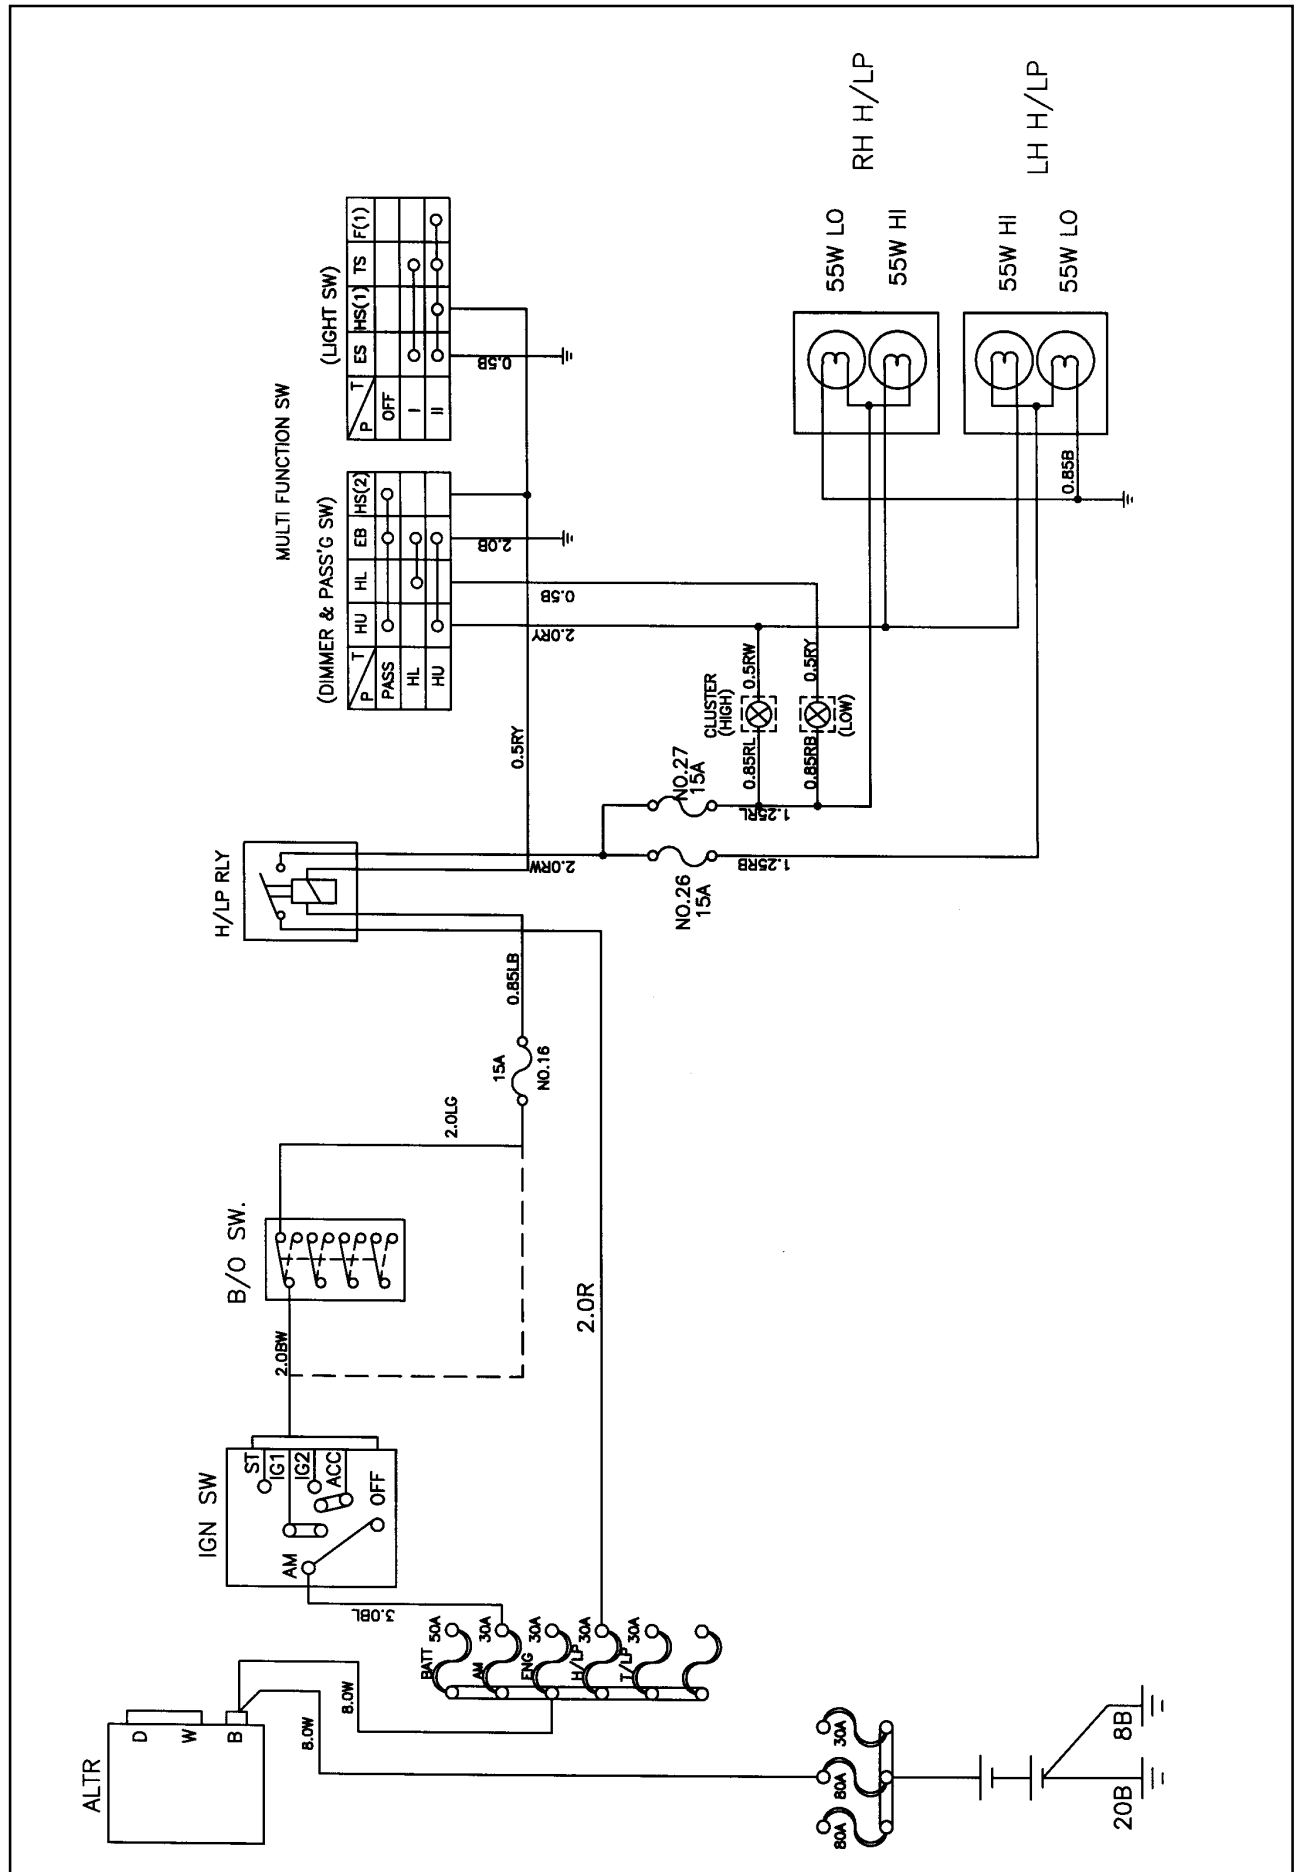 ALTR
D
W
B
8.0W
8.0W
IGN SW
ST
IG1
IG2
ACC
OFF
AM
3.0BL
BATT
50A
AM
30A
ENG
30A
H/LP
30A
T/LP
30A
80A
80A
30A
20B
8B
B/O SW.
2.0BW
2.0LG
15A
NO.16
0.85LB
2.0R
H/LP RLY
2.0RW
0.5RY
NO.26
15A
NO.27
15A
1.25RB
1.25RL
CLUSTER
(HIGH)
(LOW)
0.85RL
0.85RB
0.5RW
0.5RY
MULTI FUNCTION SW
(DIMMER & PASS'G SW)
P T HU HL EB HS(2)
PASS
HL
HU
2.0RY
0.5B
2.0B
(LIGHT SW)
P T ES HS(1) TS F(1)
OFF
I
II
0.5B
0.85B
55W LO
55W HI
RH H/LP
55W HI
55W LO
LH H/LP